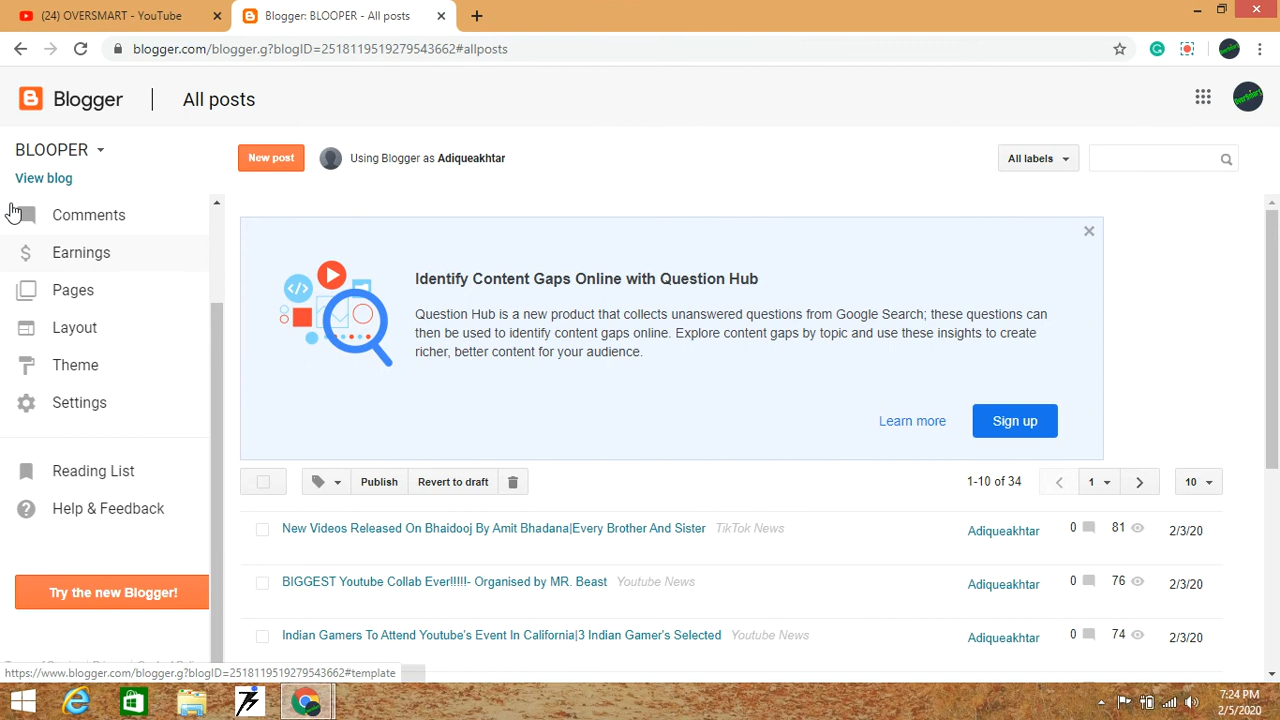 (24) OVERSMART - YouTube
Blogger: BLOOPER - All posts
blogger.com/blogger.g?blogID=2518119519279543662#allposts
Blogger
All posts
BLOOPER
View blog
New post
Using Blogger as Adiqueakhtar
All labels
Comments
Earnings
Pages
Layout
Theme
Settings
Reading List
Help & Feedback
Try the new Blogger!
Identify Content Gaps Online with Question Hub
Question Hub is a new product that collects unanswered questions from Google Search; these questions can
then be used to identify content gaps online. Explore content gaps by topic and use these insights to create
richer, better content for your audience.
Learn more
Sign up
Publish
Revert to draft
1-10 of 34
1
10
New Videos Released On Bhaidooj By Amit Bhadana|Every Brother And Sister TikTok News
Adiqueakhtar 0 81 2/3/20
BIGGEST Youtube Collab Ever!!!!!- Organised by MR. Beast Youtube News
Adiqueakhtar 0 76 2/3/20
Indian Gamers To Attend Youtube's Event In California|3 Indian Gamer's Selected Youtube News
Adiqueakhtar 0 74 2/3/20
https://www.blogger.com/blogger.g?blogID=2518119519279543662#template
7:24 PM
2/5/2020